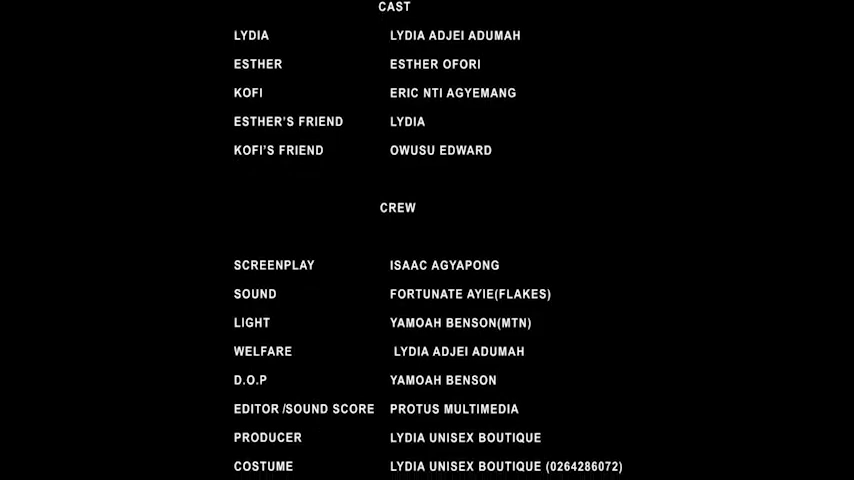 CAST
LYDIA LYDIA ADJEI ADUMAH
ESTHER ESTHER OFORI
KOFI ERIC NTI AGYEMANG
ESTHER'S FRIEND LYDIA
KOFI'S FRIEND OWUSU EDWARD
CREW
SCREENPLAY ISAAC AGYAPONG
SOUND FORTUNATE AYIE(FLAKES)
LIGHT YAMOAH BENSON(MTN)
WELFARE LYDIA ADJEI ADUMAH
D.O.P YAMOAH BENSON
EDITOR /SOUND SCORE PROTUS MULTIMEDIA
PRODUCER LYDIA UNISEX BOUTIQUE
COSTUME LYDIA UNISEX BOUTIQUE (0264286072)